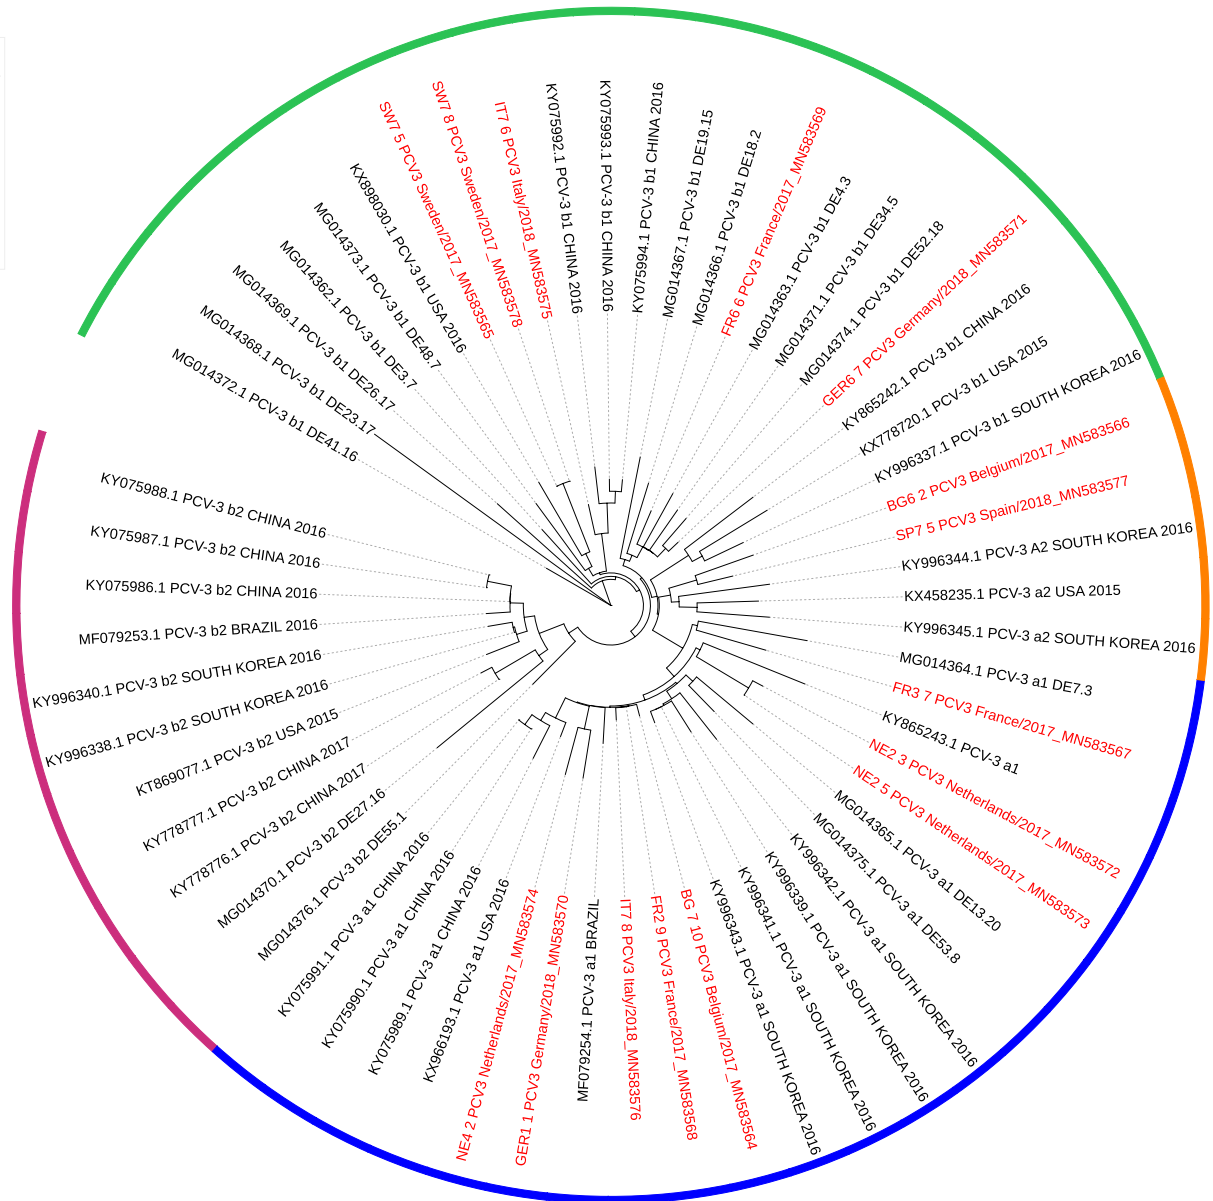 MG014372.1 PCV-3 b1 DE41.16
MG014368.1 PCV-3 b1 DE23.17
MG014369.1 PCV-3 b1 DE26.17
MG014362.1 PCV-3 b1 DE3.7
MG014373.1 PCV-3 b1 DE48.7
KX898030.1 PCV-3 b1 USA 2016
SW7 5 PCV3 Sweden/2017_MN583565
SW7 8 PCV3 Sweden/2017_MN583578
IT7 6 PCV3 Italy/2018_MN583575
KY075992.1 PCV-3 b1 CHINA 2016
KY075993.1 PCV-3 b1 CHINA 2016
KY075994.1 PCV-3 b1 CHINA 2016
MG014367.1 PCV-3 b1 DE19.15
MG014366.1 PCV-3 b1 DE18.2
FR6 6 PCV3 France/2017_MN583569
MG014363.1 PCV-3 b1 DE4.3
MG014371.1 PCV-3 b1 DE34.5
MG014374.1 PCV-3 b1 DE52.18
GER6 7 PCV3 Germany/2018_MN583571
KY865242.1 PCV-3 b1 CHINA 2016
KX778720.1 PCV-3 b1 USA 2015
KY996337.1 PCV-3 b1 SOUTH KOREA 2016
BG6 2 PCV3 Belgium/2017_MN583566
SP7 5 PCV3 Spain/2018_MN583577
KY996344.1 PCV-3 A2 SOUTH KOREA 2016
KX458235.1 PCV-3 a2 USA 2015
KY996345.1 PCV-3 a2 SOUTH KOREA 2016
MG014364.1 PCV-3 a1 DE7.3
FR3 7 PCV3 France/2017_MN583567
KY865243.1 PCV-3 a1
NE2 3 PCV3 Netherlands/2017_MN583572
NE2 5 PCV3 Netherlands/2017_MN583573
MG014365.1 PCV-3 a1 DE13.20
MG014375.1 PCV-3 a1 DE53.8
KY996342.1 PCV-3 a1 SOUTH KOREA 2016
KY996339.1 PCV-3 a1 SOUTH KOREA 2016
KY996341.1 PCV-3 a1 SOUTH KOREA 2016
KY996343.1 PCV-3 a1 SOUTH KOREA 2016
BG 7 10 PCV3 Belgium/2017_MN583564
FR2 9 PCV3 France/2017_MN583568
IT7 8 PCV3 Italy/2018_MN583576
MF079254.1 PCV-3 a1 BRAZIL
GER1 1 PCV3 Germany/2018_MN583570
NE4 2 PCV3 Netherlands/2017_MN583574
KX966193.1 PCV-3 a1 USA 2016
KY075989.1 PCV-3 a1 CHINA 2016
KY075990.1 PCV-3 a1 CHINA 2016
KY075991.1 PCV-3 a1 CHINA 2016
MG014376.1 PCV-3 b2 DE55.1
MG014370.1 PCV-3 b2 DE27.16
KY778776.1 PCV-3 b2 CHINA 2017
KY778777.1 PCV-3 b2 CHINA 2017
KT869077.1 PCV-3 b2 USA 2015
KY996338.1 PCV-3 b2 SOUTH KOREA 2016
KY996340.1 PCV-3 b2 SOUTH KOREA 2016
MF079253.1 PCV-3 b2 BRAZIL 2016
KY075986.1 PCV-3 b2 CHINA 2016
KY075987.1 PCV-3 b2 CHINA 2016
KY075988.1 PCV-3 b2 CHINA 2016